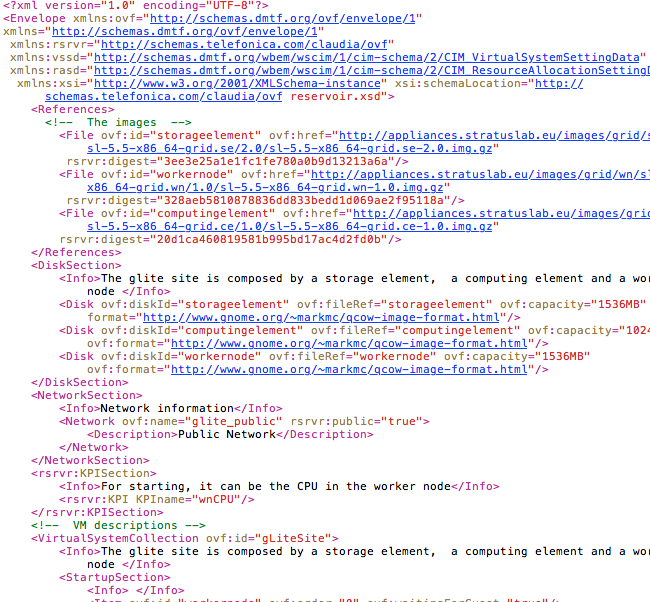 <?xml version="1.0" encoding="UTF-8"?>
<Envelope xmlns:ovf="http://schemas.dmtf.org/ovf/envelope/1"
xmlns="http://schemas.dmtf.org/ovf/envelope/1"
xmlns:rsrvr="http://schemas.telefonica.com/claudia/ovf"
xmlns:vssd="http://schemas.dmtf.org/wbem/wscim/1/cim-schema/2/CIM_VirtualSystemSettingData"
xmlns:rasd="http://schemas.dmtf.org/wbem/wscim/1/cim-schema/2/CIM_ResourceAllocationSettingD
xmlns:xsi="http://www.w3.org/2001/XMLSchema-instance" xsi:schemaLocation="http://
schemas.telefonica.com/claudia/ovf reservoir.xsd">
<References>
<!-- The images -->
<File ovf:id="storageelement" ovf:href="http://appliances.stratuslab.eu/images/grid/s
sl-5.5-x86_64-grid.se/2.0/sl-5.5-x86_64-grid.se-2.0.img.gz"
rsrvr:digest="3ee3e25a1e1fc1fe780a0b9d13213a6a"/>
<File ovf:id="workernode" ovf:href="http://appliances.stratuslab.eu/images/grid/wn/sl
x86_64-grid.wn/1.0/sl-5.5-x86_64-grid.wn-1.0.img.gz"
rsrvr:digest="328aeb5810878836dd833bedd1d069ae2f95118a"/>
<File ovf:id="computingelement" ovf:href="http://appliances.stratuslab.eu/images/grid
sl-5.5-x86_64-grid.ce/1.0/sl-5.5-x86_64-grid.ce-1.0.img.gz"
rsrvr:digest="20d1ca460819581b995bd17ac4d2fd0b"/>
</References>
<DiskSection>
<Info>The glite site is composed by a storage element, a computing element and a wo
node </Info>
<Disk ovf:diskId="storageelement" ovf:fileRef="storageelement" ovf:capacity="1536MB"
format="http://www.gnome.org/~markmc/qcow-image-format.html"/>
<Disk ovf:diskId="computingelement" ovf:fileRef="computingelement" ovf:capacity="1024
ovf:format="http://www.gnome.org/~markmc/qcow-image-format.html"/>
<Disk ovf:diskId="workernode" ovf:fileRef="workernode" ovf:capacity="1536MB"
ovf:format="http://www.gnome.org/~markmc/qcow-image-format.html"/>
</DiskSection>
<NetworkSection>
<Info>Network information</Info>
<Network ovf:name="glite_public" rsrvr:public="true">
<Description>Public Network</Description>
</Network>
</NetworkSection>
<rsrvr:KPISection>
<Info>For starting, it can be the CPU in the worker node</Info>
<rsrvr:KPI KPIname="wnCPU"/>
</rsrvr:KPISection>
<!-- VM descriptions -->
<VirtualSystemCollection ovf:id="gLiteSite">
<Info>The glite site is composed by a storage element, a computing element and a wo
node </Info>
<StartupSection>
<Info> </Info>